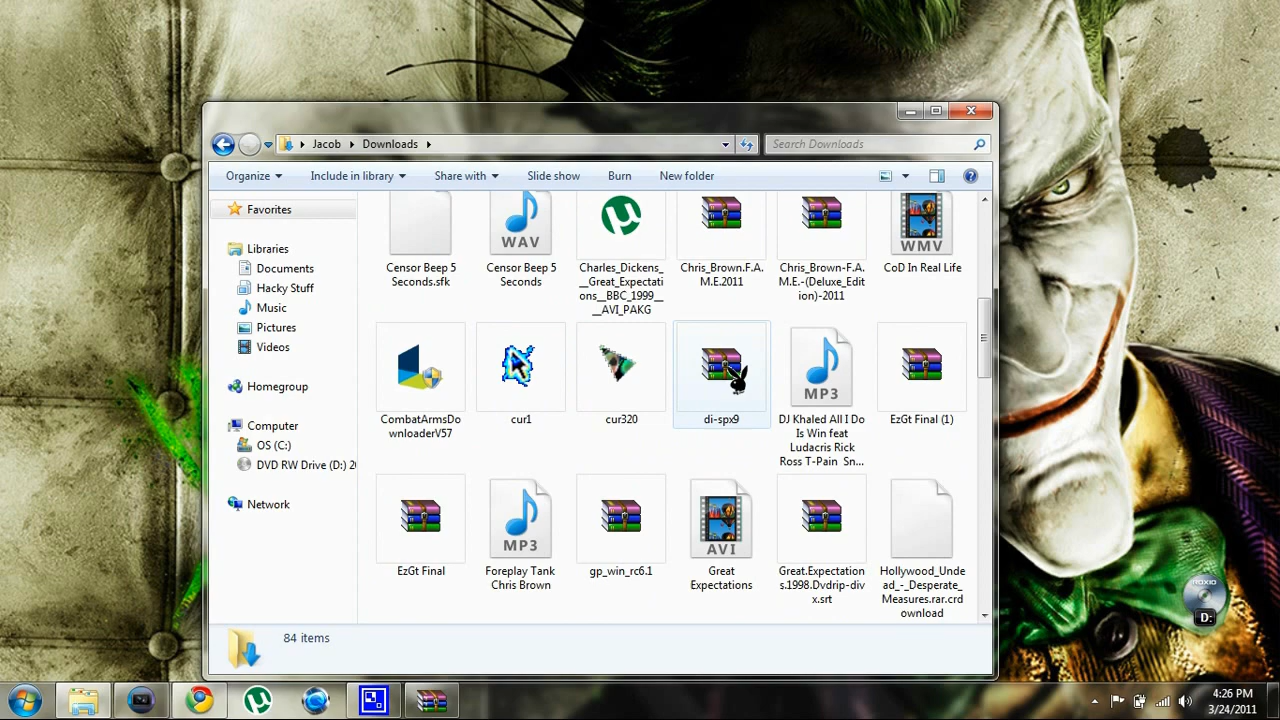 Jacob
Downloads
Search Downloads
Organize
Include in library
Share with
Slide show
Burn
New folder
Favorites
Libraries
Documents
Hacky Stuff
Music
Pictures
Videos
Homegroup
Computer
OS (C:)
DVD RW Drive (D:) 2
Network
Censor Beep 5
Seconds.sfk
WAV
Censor Beep 5
Seconds
Charles_Dickens_
_Great_Expectati
ons__BBC_1999__
__AVI_PAKG
Chris_Brown.F.A.
M.E.2011
Chris_Brown-F.A.
M.E.-(Deluxe_Edit
ion)-2011
WMV
CoD In Real Life
CombatArmsDo
wnloaderV57
cur1
cur320
di-spx9
MP3
DJ Khaled All I Do
Is Win feat
Ludacris Rick
Ross T-Pain Sn...
EzGt Final (1)
EzGt Final
MP3
Foreplay Tank
Chris Brown
gp_win_rc6.1
AVI
Great
Expectations
Great.Expectation
s.1998.Dvdrip-div
x.srt
Hollywood_Unde
ad_-_Desperate_
Measures.rar.crd
ownload
84 items
ROXIO
D:
4:26 PM
3/24/2011